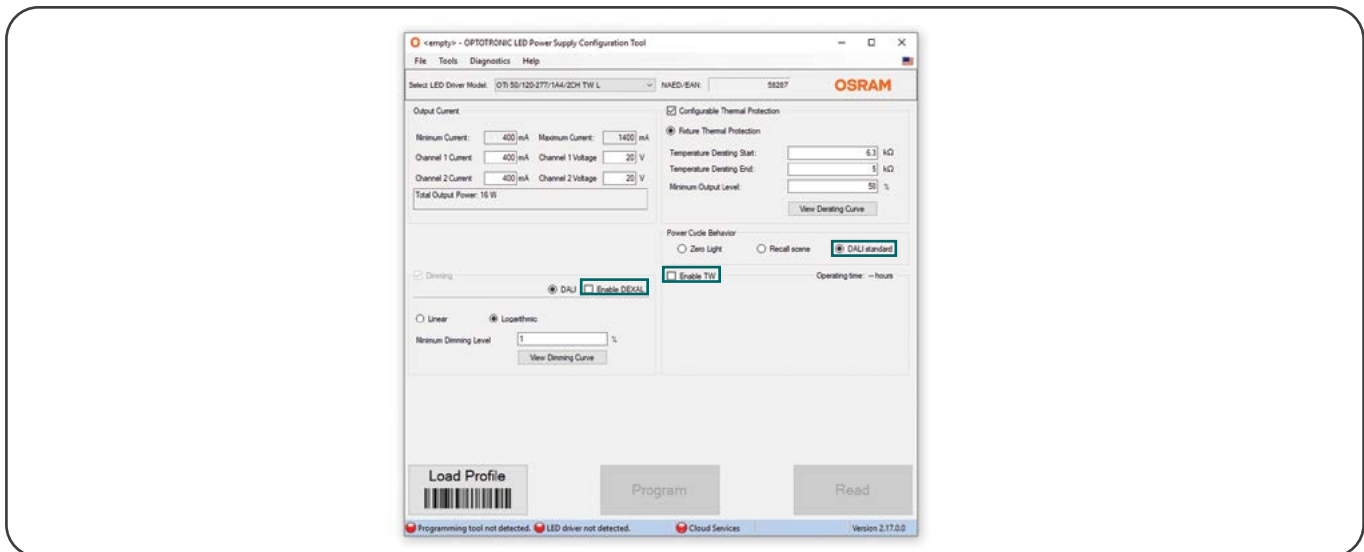 <empty> - OPTOTRONIC LED Power Supply Configuration Tool
File Tools Diagnostics Help
Select LED Driver Model: OTi 50/120-277/1A4/2CH TW L NAED/EAN: 58287 OSRAM
Output Current
Minimum Current: 400 mA Maximum Current: 1400 mA
Channel 1 Current 400 mA Channel 1 Voltage 20 V
Channel 2 Current 400 mA Channel 2 Voltage 20 V
Total Output Power: 16 W
Configurable Thermal Protection
Fixture Thermal Protection
Temperature Derating Start: 6.3 kΩ
Temperature Derating End: 5 kΩ
Minimum Output Level: 50 %
View Derating Curve
Power Cycle Behavior
Zero Light Recall scene DALI standard
Dimming
DALI Enable DEXAL
Linear Logarithmic
Minimum Dimming Level 1 %
View Dimming Curve
Enable TW Operating time: -- hours
Load Profile
Program
Read
Programming tool not detected. LED driver not detected. Cloud Services Version 2.17.0.0